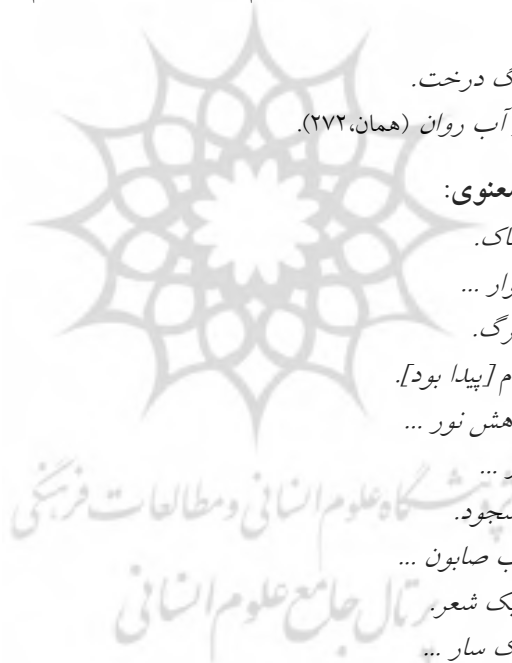 گ درخت.
آب روان (همان،۲۷۲).
معنوی:
اک.
زار ...
رگ.
م [پیدا بود].
هش نور ...
ر ...
پژوهشگاه علوم انسانی و مطالعات فرهنگی
سجود.
ب صابون ...
یک شعر.
پرتال جامع علوم انسانی
ک سار ...